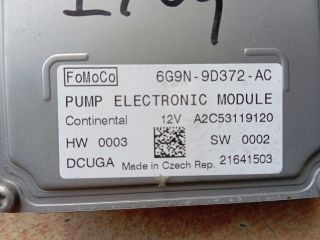 FoMoCo 6G9N-9D372-AC
PUMP ELECTRONIC MODULE
Continental 12V A2C53119120
HW 0003 SW 0002
DCUGA Made in Czech Rep. 21641503